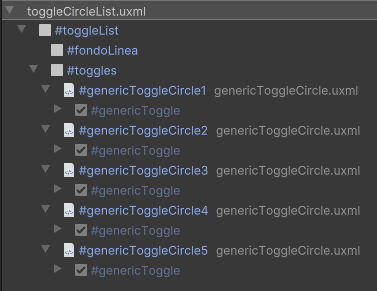 toggleCircleList.uxml
#toggleList
#fondoLinea
#toggles
#genericToggleCircle1 genericToggleCircle.uxml
#genericToggle
#genericToggleCircle2 genericToggleCircle.uxml
#genericToggle
#genericToggleCircle3 genericToggleCircle.uxml
#genericToggle
#genericToggleCircle4 genericToggleCircle.uxml
#genericToggle
#genericToggleCircle5 genericToggleCircle.uxml
#genericToggle